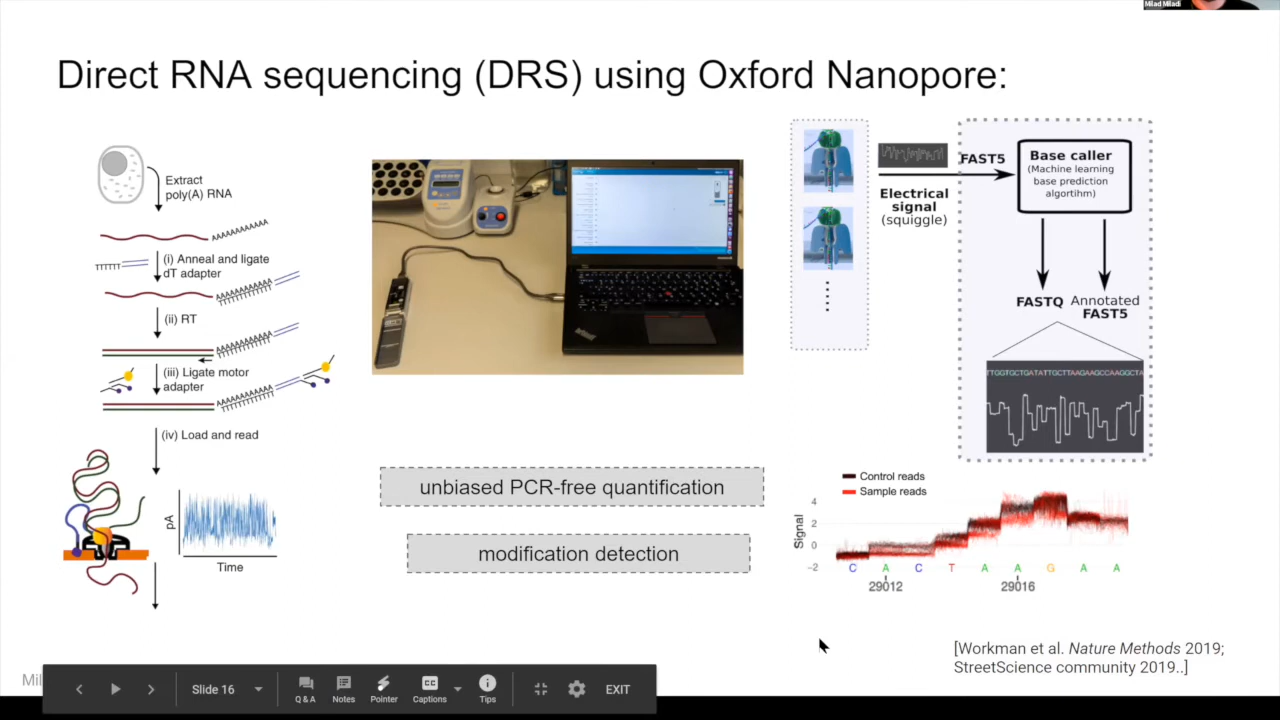 Milad Miladi
Direct RNA sequencing (DRS) using Oxford Nanopore:
Extract
poly(A) RNA
(i) Anneal and ligate
dT adapter
(ii) RT
(iii) Ligate motor
adapter
(iv) Load and read
pA
Time
unbiased PCR-free quantification
modification detection
FAST5
Electrical
signal
(squiggle)
Base caller
(Machine learning
base prediction
algortihm)
FASTQ
Annotated
FAST5
TTGGTGCTGATATTGCTTAAGAAGCCAAGGCTA
Control reads
Sample reads
Signal
4
2
0
−2
C A C T A A G A A
29012 29016
[Workman et al. Nature Methods 2019;
StreetScience community 2019..]
Mil
Slide 16
Q & A
Notes
Pointer
CC
Captions
Tips
EXIT